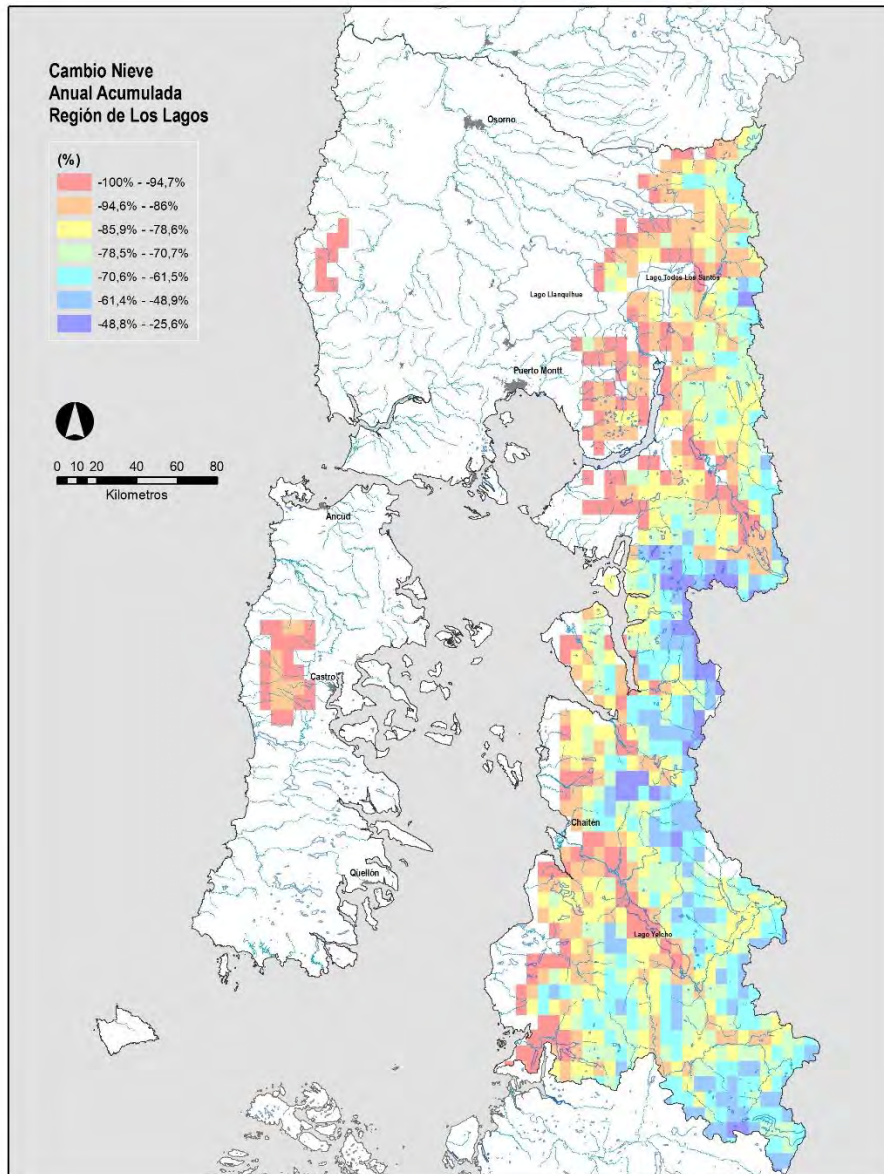 Cambio Nieve
Anual Acumulada
Región de Los Lagos
(%)
-100% - -94,7%
-94,6% - -86%
-85,9% - -78,6%
-78,5% - -70,7%
-70,6% - -61,5%
-61,4% - -48,9%
-48,8% - -25,6%
0 10 20 40 60 80
Kilometros
Osorno
Lago Todos Los Santos
Lago Llanquihue
Puerto Montt
Ancud
Castro
Chaitén
Quellón
Lago Yelcho